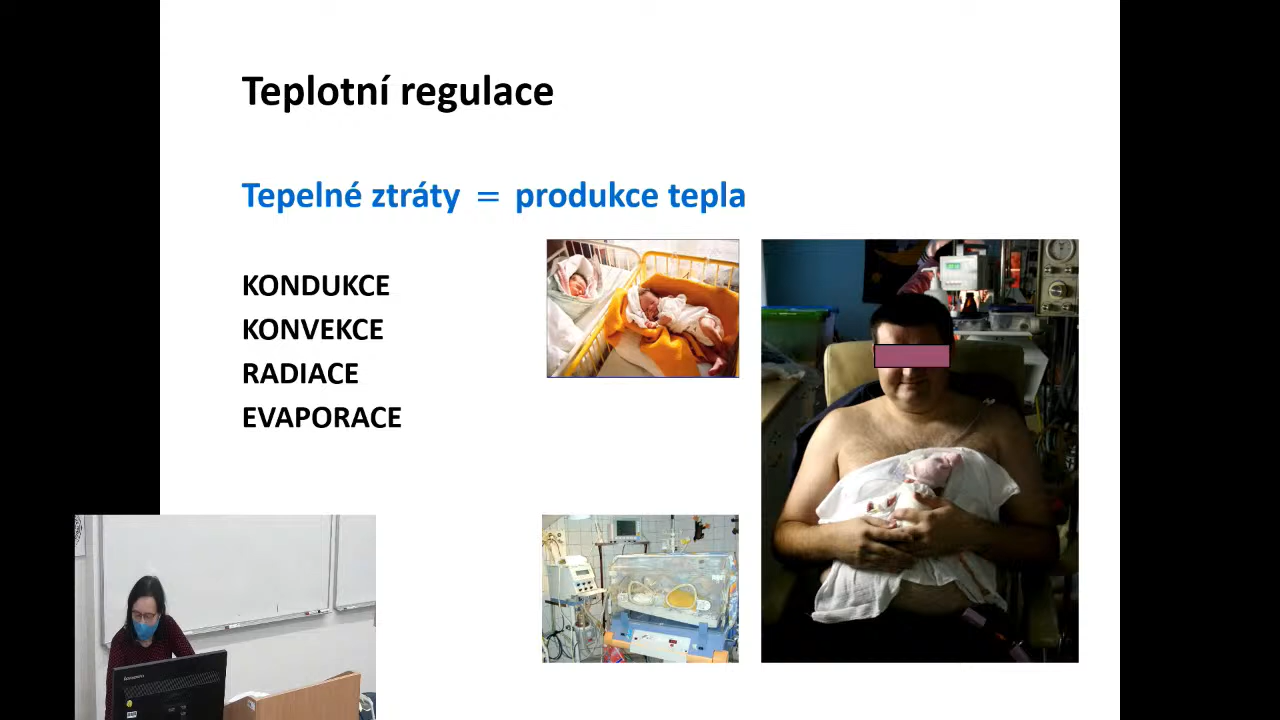 Teplotní regulace
Tepelné ztráty = produkce tepla
KONDUKCE
KONVEKCE
RADIACE
EVAPORACE